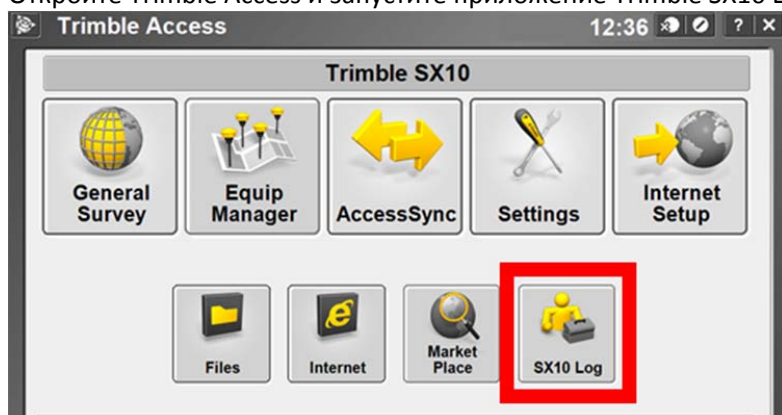 Откройте Trimble Access и запустите приложение Trimble SX10
Trimble Access 12:36 ? X
Trimble SX10
General Survey
Equip Manager
AccessSync
Settings
Internet Setup
Files
Internet
Market Place
SX10 Log